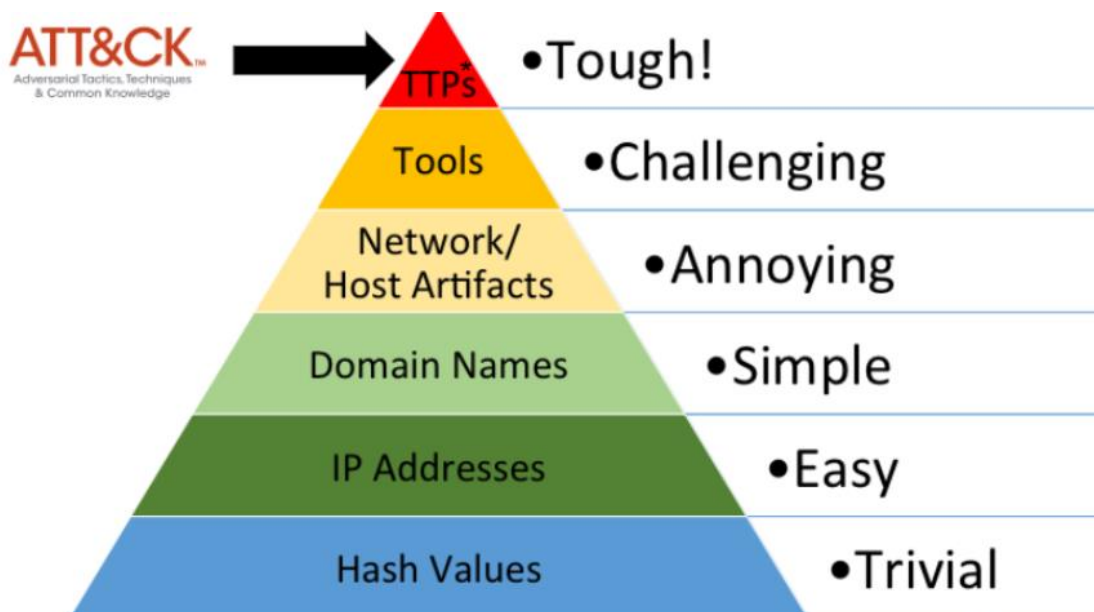 ATT&CK™
Adversarial Tactics, Techniques
& Common Knowledge
TTPs*
•Tough!
Tools
•Challenging
Network/
Host Artifacts
•Annoying
Domain Names
•Simple
IP Addresses
•Easy
Hash Values
•Trivial